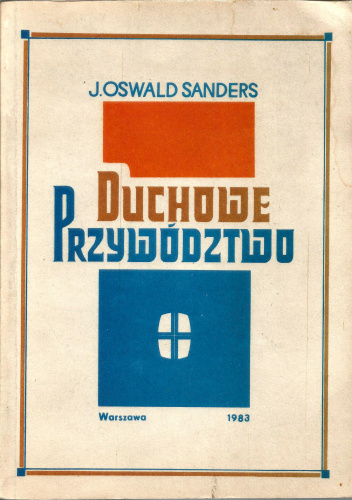 J. OSWALD SANDERS
DUCHOWE
PRZYWÓDZTWO
Warszawa 1983